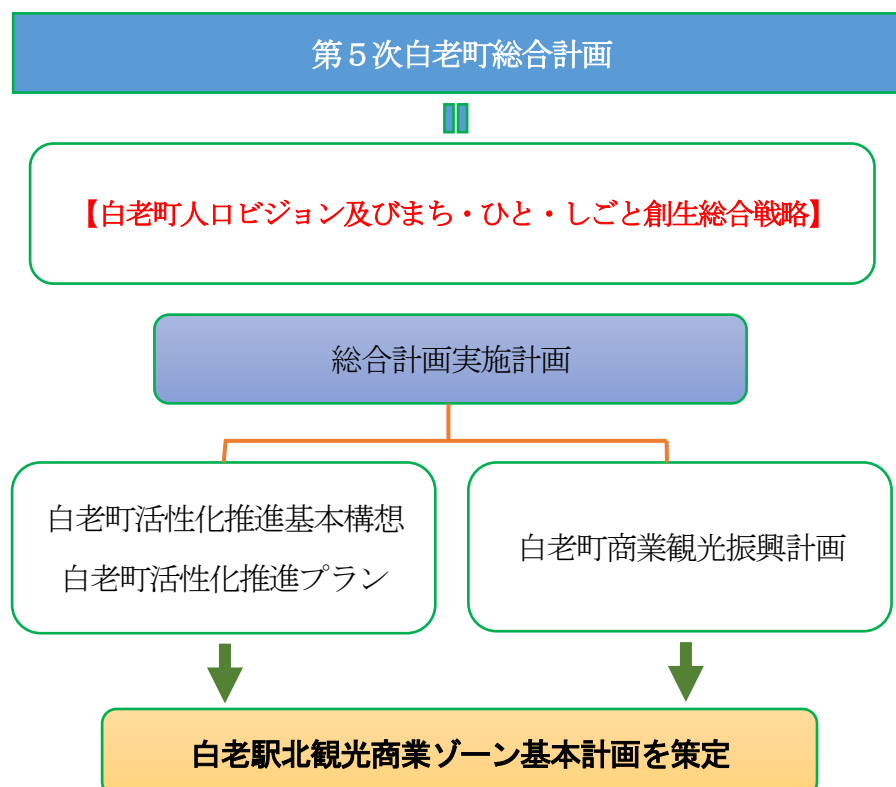 第５次白老町総合計画
【白老町人口ビジョン及びまち・ひと・しごと創生総合戦略】
総合計画実施計画
白老町活性化推進基本構想
白老町活性化推進プラン
白老町商業観光振興計画
白老駅北観光商業ゾーン基本計画を策定